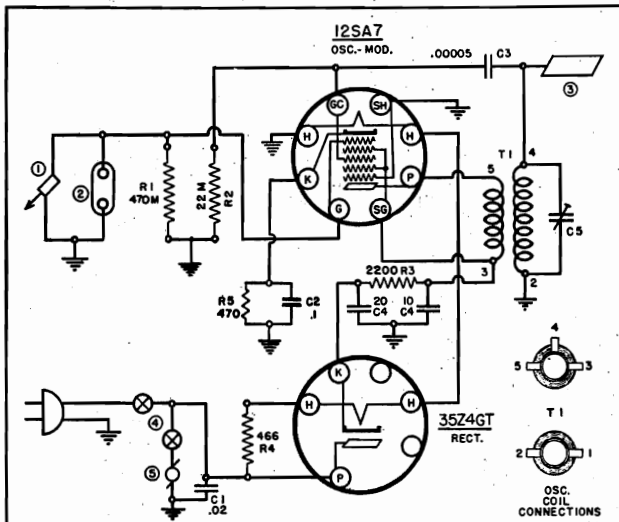 12SA7
OSC.-MOD.
.00005
C3
③
GC
SH
H
H
K
P
G
SG
①
②
R1
470M
22M
R2
5
T1
4
C5
3
2
2200 R3
20
C4
10
C4
R5
470
C2
.1
K
H
H
P
35Z4GT
RECT.
466
R4
④
⑤
C1
.02
4
5
3
T1
2
1
OSC.
COIL
CONNECTIONS